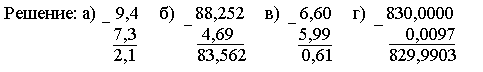 Решение: а) _ 9,4 б) _ 88,252 в) _ 6,60 г) _ 830,0000
7,3 4,69 5,99 0,0097
2,1 83,562 0,61 829,9903